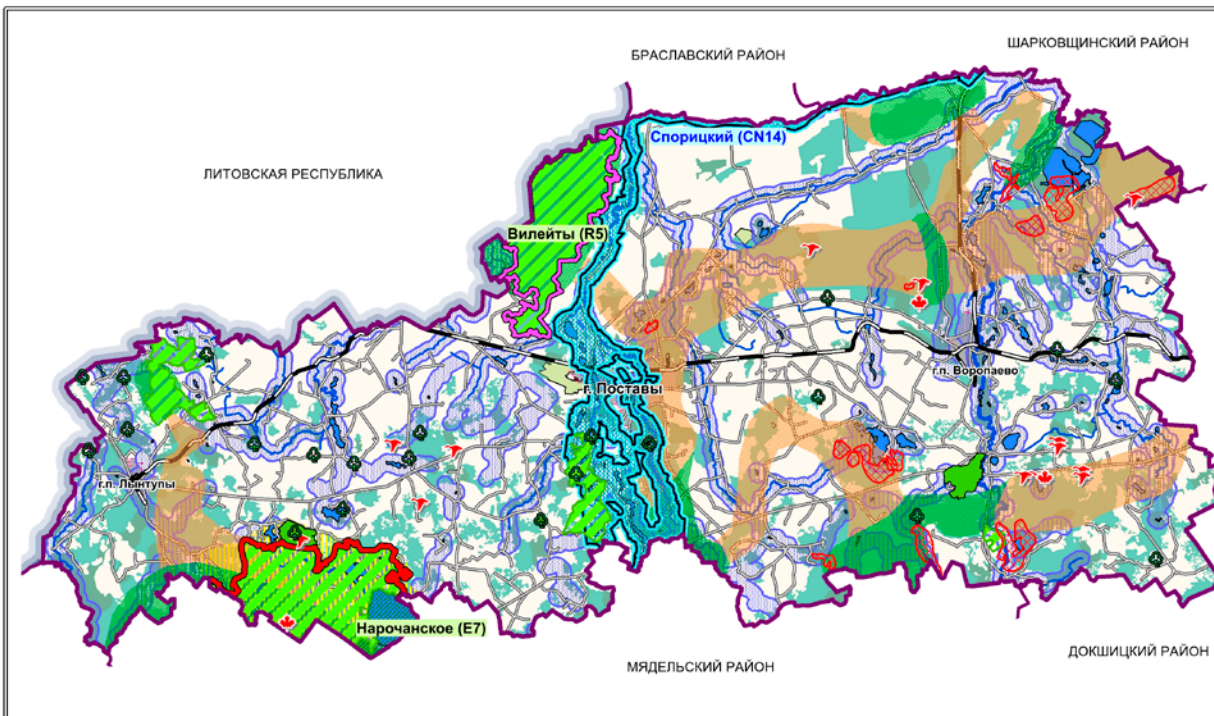 ШАРКОВЩИНСКИЙ РАЙОН
БРАСЛАВСКИЙ РАЙОН
Спорицкий (CN14)
ЛИТОВСКАЯ РЕСПУБЛИКА
Вилейты (R5)
г.п. Воропаево
г. Поставы
г.п. Лынтупы
Нарочанское (E7)
ДОКШИЦКИЙ РАЙОН
МЯДЕЛЬСКИЙ РАЙОН